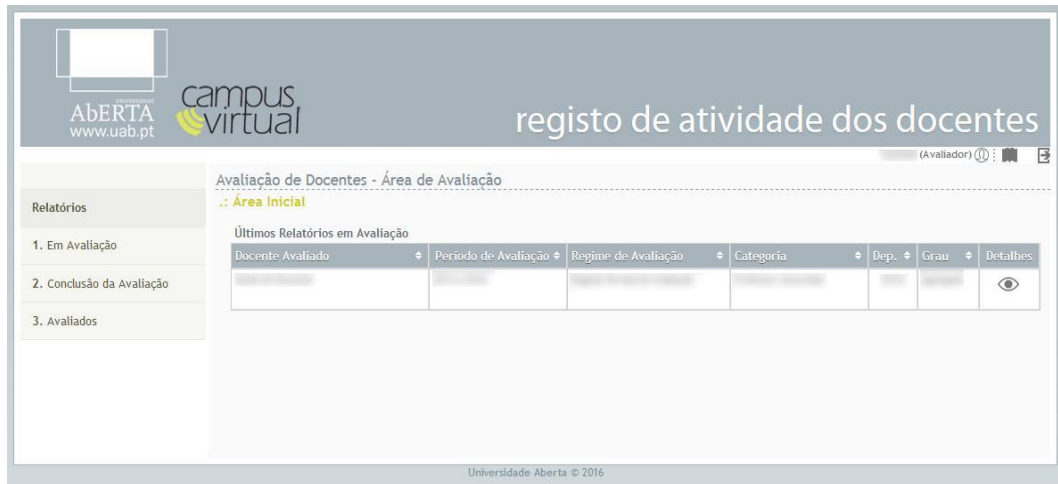 UNIVERSIDADE
AbERTA
www.uab.pt
campus
virtual
registo de atividade dos docentes
(Avaliador)
Avaliação de Docentes - Área de Avaliação
.: Área Inicial
Relatórios
1. Em Avaliação
2. Conclusão da Avaliação
3. Avaliados
Últimos Relatórios em Avaliação
Docente Avaliado Período de Avaliação Regime de Avaliação Categoria Dep. Grau Detalhes
Universidade Aberta © 2016